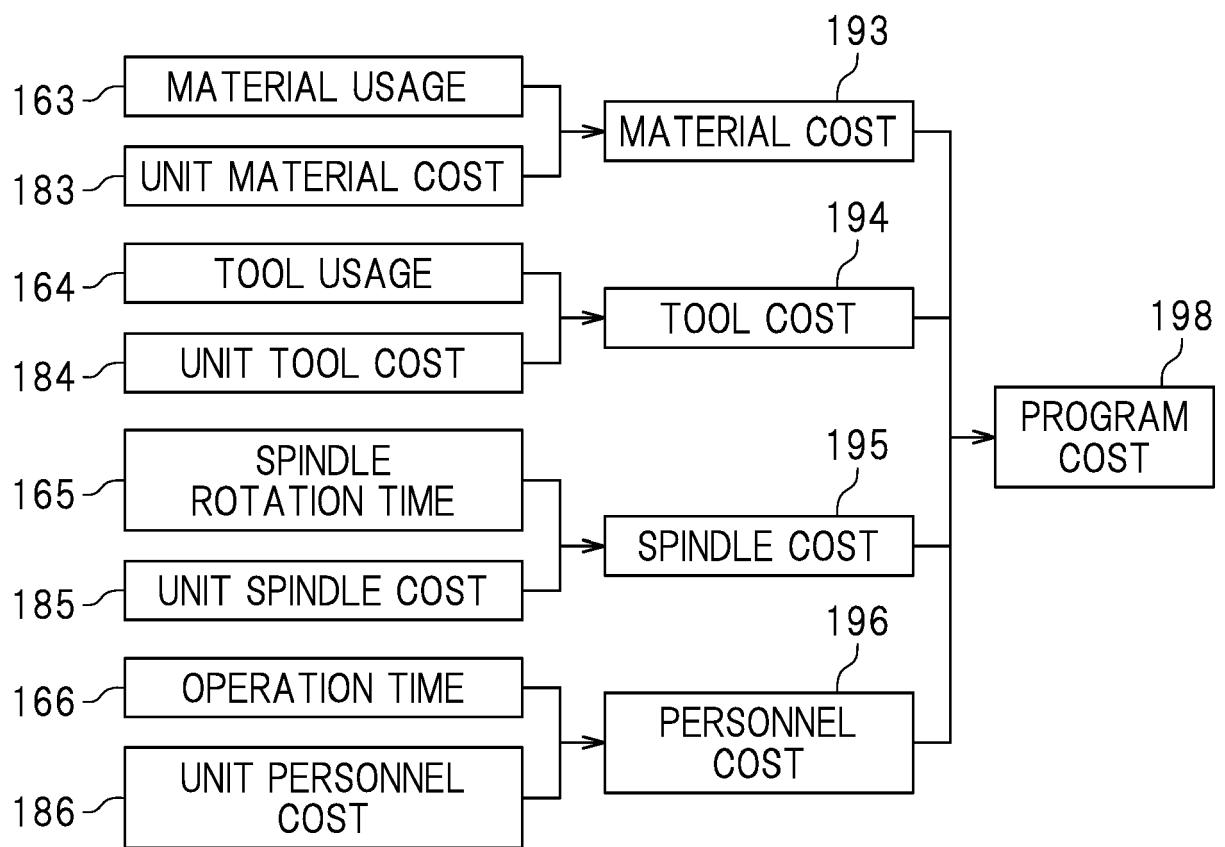 193
163 MATERIAL USAGE
MATERIAL COST
183 UNIT MATERIAL COST
194
164 TOOL USAGE
TOOL COST
184 UNIT TOOL COST
198
PROGRAM
COST
195
165 SPINDLE
ROTATION TIME
SPINDLE COST
185 UNIT SPINDLE COST
196
166 OPERATION TIME
PERSONNEL
COST
186 UNIT PERSONNEL
COST